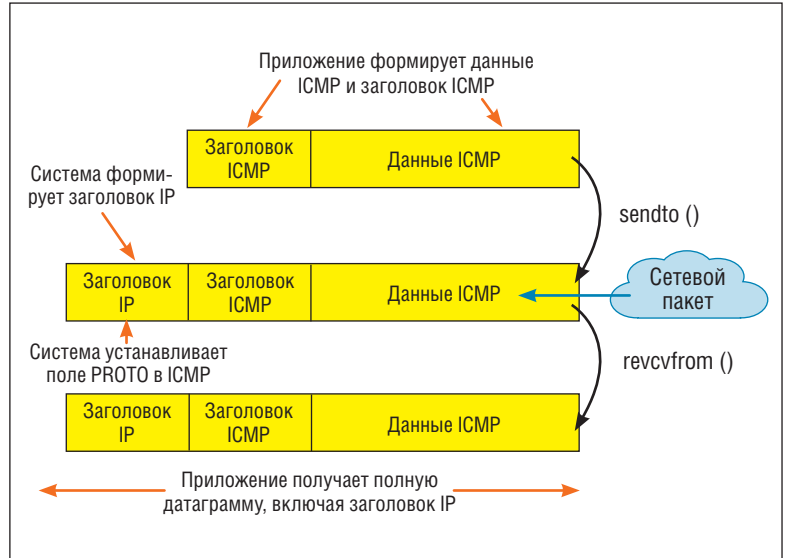 Приложение формирует данные
ICMP и заголовок ICMP
Заголовок
ICMP
Данные ICMP
Система форми-
рует заголовок IP
sendto ()
Заголовок
IP
Заголовок
ICMP
Данные ICMP
Сетевой
пакет
Система устанавливает
поле PROTO в ICMP
revcvfrom ()
Заголовок
IP
Заголовок
ICMP
Данные ICMP
Приложение получает полную
датаграмму, включая заголовок IP